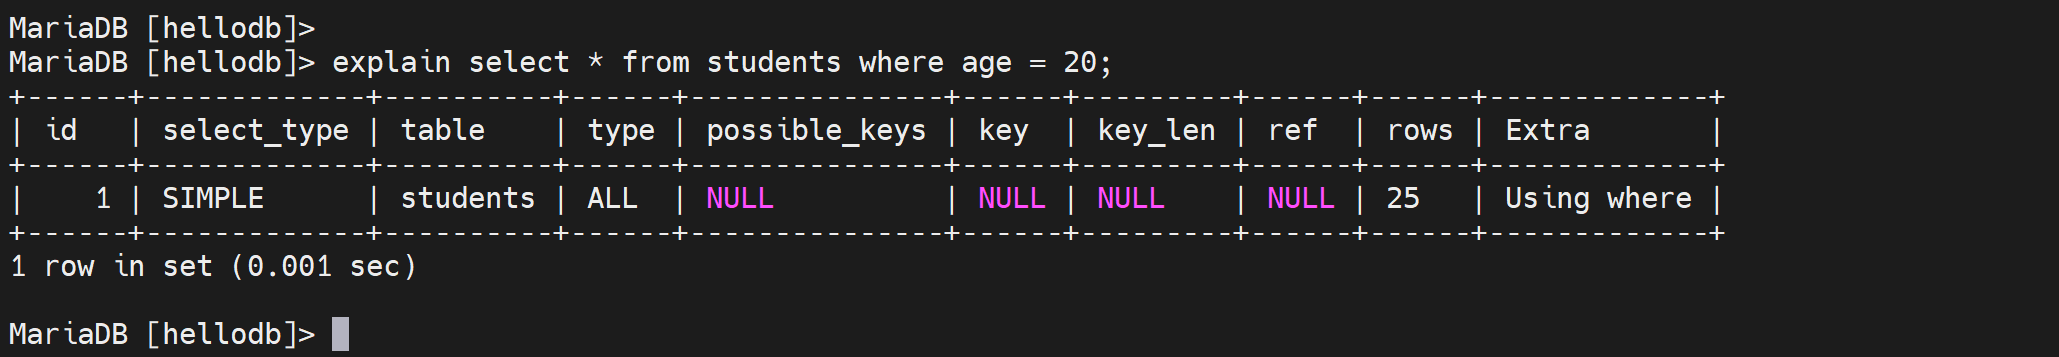 MariaDB [hellodb]>
MariaDB [hellodb]> explain select * from students where age = 20;
+------+-------------+----------+------+---------------+------+---------+------+------+-------------+
| id   | select_type | table    | type | possible_keys | key  | key_len | ref  | rows | Extra       |
+------+-------------+----------+------+---------------+------+---------+------+------+-------------+
|    1 | SIMPLE      | students | ALL  | NULL          | NULL | NULL    | NULL | 25   | Using where |
+------+-------------+----------+------+---------------+------+---------+------+------+-------------+
1 row in set (0.001 sec)
MariaDB [hellodb]>